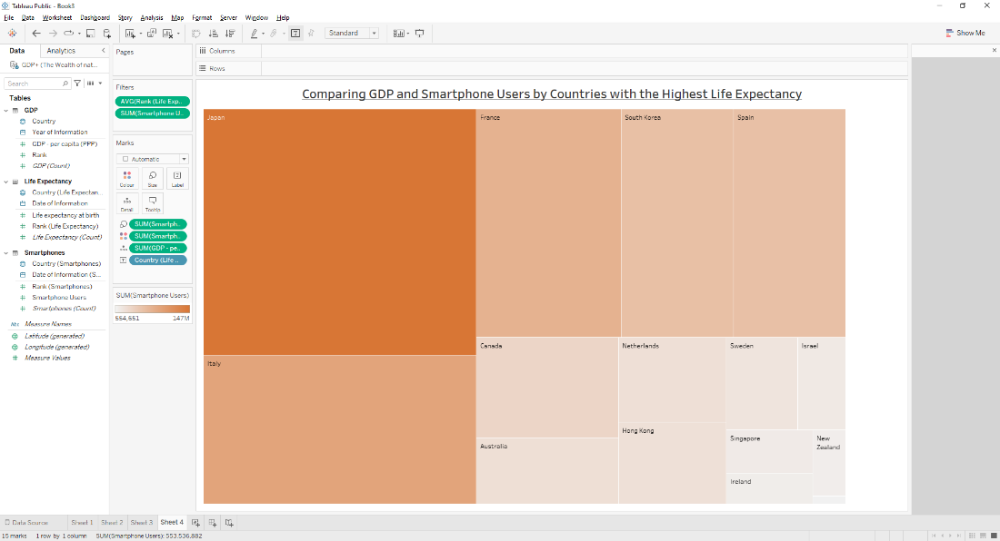 Tableau Public - Book3
File Data Worksheet Dashboard Story Analysis Map Format Server Window Help
Standard
Show Me
Data Analytics
Pages
Columns
GDP+ (The Wealth of nat...
Rows
Search
Filters
Tables
AVG(Rank (Life Exp..
SUM(Smartphone U..
GDP
Country
Year of Information
GDP - per capita (PPP)
Rank
GDP (Count)
Life Expectancy
Country (Life Expectan...
Date of Information
Life expectancy at birth
Rank (Life Expectancy)
Life Expectancy (Count)
Smartphones
Country (Smartphones)
Date of Information (S...
Rank (Smartphones)
Smartphone Users
Smartphones (Count)
Abc Measure Names
Latitude (generated)
Longitude (generated)
Measure Values
Marks
Automatic
Colour Size Label
Detail Tooltip
SUM(Smartph..
SUM(Smartph..
SUM(GDP - pe..
Country (Life ..
SUM(Smartphone Users)
554,651 147M
Comparing GDP and Smartphone Users by Countries with the Highest Life Expectancy
Japan
France
South Korea
Spain
Italy
Canada
Netherlands
Sweden
Israel
Hong Kong
Australia
Singapore
New
Zealand
Ireland
Data Source Sheet 1 Sheet 2 Sheet 3 Sheet 4
15 marks 1 row by 1 column SUM(Smartphone Users): 553,536,882